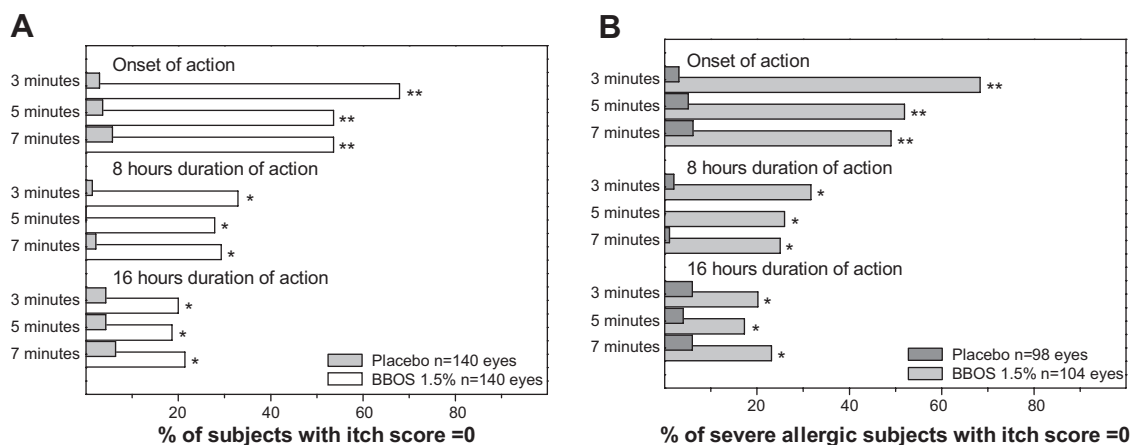 A
Onset of action
3 minutes
**
5 minutes
**
7 minutes
**
8 hours duration of action
3 minutes
*
5 minutes
*
7 minutes
*
16 hours duration of action
3 minutes
*
5 minutes
*
7 minutes
*
Placebo n=140 eyes
BBOS 1.5% n=140 eyes
20 40 60 80
% of subjects with itch score =0
B
Onset of action
3 minutes
**
5 minutes
**
7 minutes
**
8 hours duration of action
3 minutes
*
5 minutes
*
7 minutes
*
16 hours duration of action
3 minutes
*
5 minutes
*
7 minutes
*
Placebo n=98 eyes
BBOS 1.5% n=104 eyes
20 40 60 80
% of severe allergic subjects with itch score =0